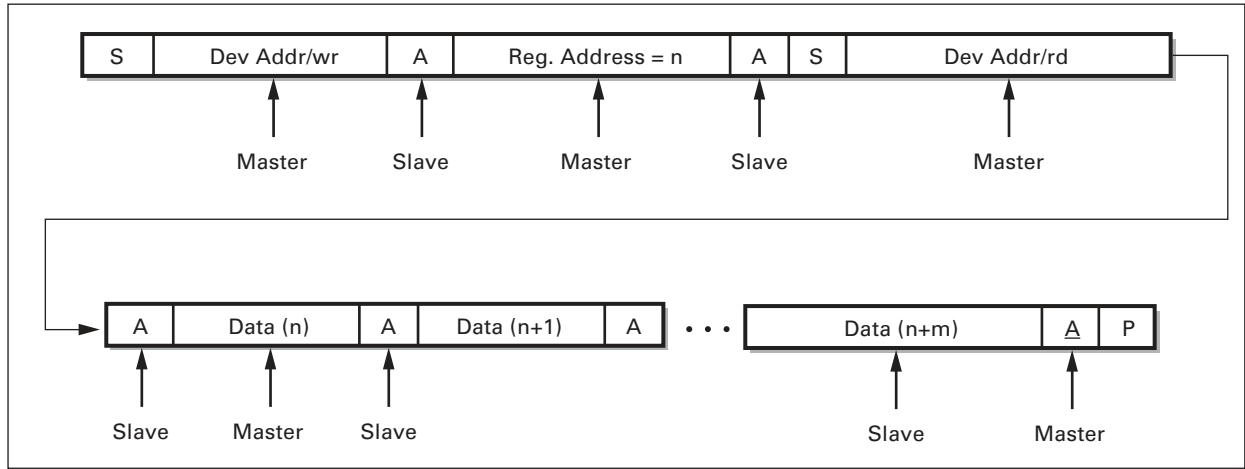 S Dev Addr/wr A Reg. Address = n A S Dev Addr/rd
Master Slave Master Slave Master
A Data (n) A Data (n+1) A • • • Data (n+m) A P
Slave Master Slave Slave Master